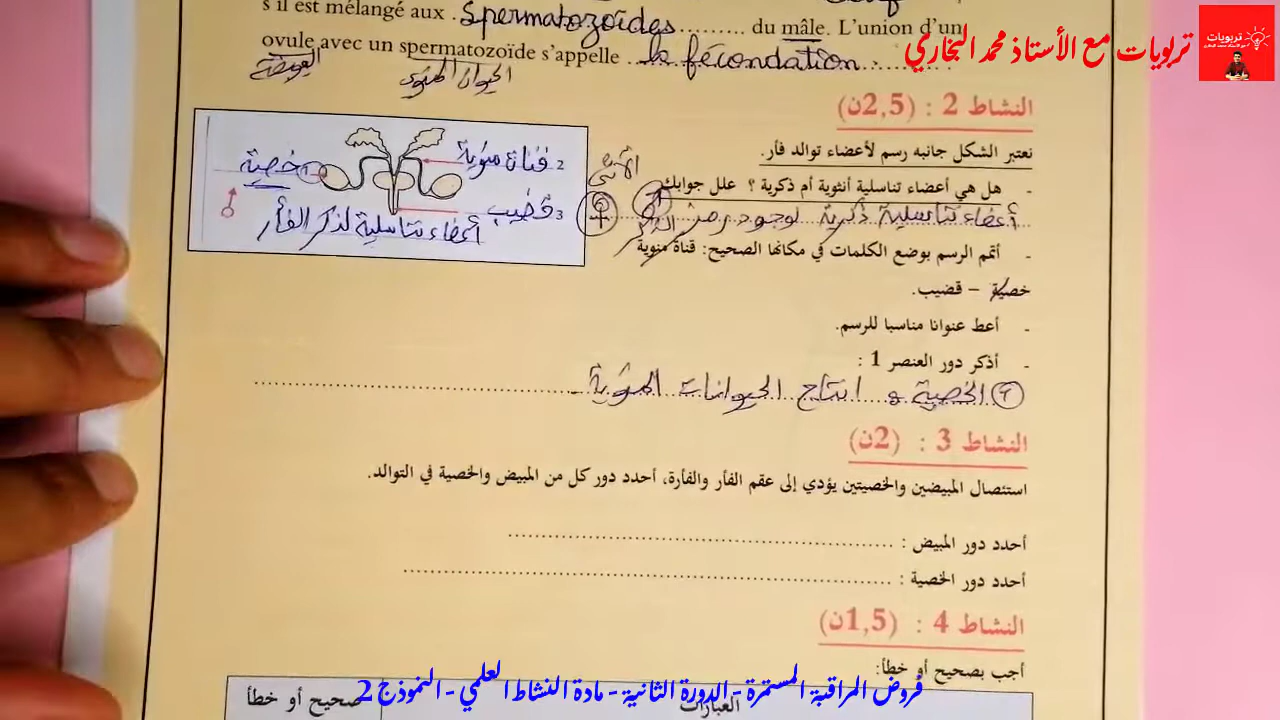 s'il est mélangé aux . spermatozoïdes .......... du mâle. L'union d'un
ovule avec un spermatozoïde s'appelle ... la fécondation .
الحيوان المنوي
تربويات مع الأستاذ محمد البخاري
تربويات
النشاط 2 : (2,5ن)
نعتبر الشكل جانبه رسم لأعضاء توالد فأر.
- هل هي أعضاء تناسلية أنثوية أم ذكرية ؟ علل جوابك
الأنثى
أعضاء تناسلية ذكرية لوجود رمز الذكر
- أتمم الرسم بوضع الكلمات في مكانها الصحيح: قناة منوية
خصية – قضيب.
2 قناة منوية
1 خصية
3 قضيب
أعضاء تناسلية لذكر الفأر
- أعط عنوانا مناسبا للرسم.
- أذكر دور العنصر 1 :
الخصية : انتاج الحيوانات المنوية
النشاط 3 : (2ن)
استئصال المبيضين والخصيتين يؤدي إلى عقم الفأر والفأرة، أحدد دور كل من المبيض والخصية في التوالد.
أحدد دور المبيض : ..........................................................
أحدد دور الخصية : ..........................................................
النشاط 4 : (1,5ن)
أجب بصحيح أو خطأ:
العبارات
صحيح أو خطأ
فروض المراقبة المستمرة - الدورة الثانية - مادة النشاط العلمي - النموذج 2